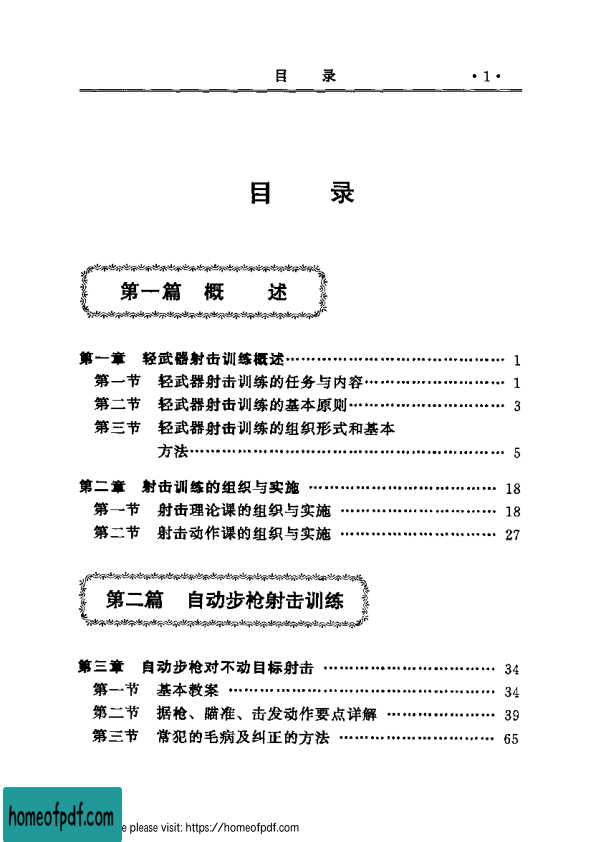 目 录 ·1·
目 录
第一篇 概 述
第一章 轻武器射击训练概述……………………………… 1
第一节 轻武器射击训练的任务与内容…………………… 1
第二节 轻武器射击训练的基本原则……………………… 3
第三节 轻武器射击训练的组织形式和基本
方法……………………………………………… 5
第二章 射击训练的组织与实施 ………………………… 18
第一节 射击理论课的组织与实施 ……………………… 18
第二节 射击动作课的组织与实施 ……………………… 27
第二篇 自动步枪射击训练
第三章 自动步枪对不动目标射击 ……………………… 34
第一节 基本教案 ………………………………………… 34
第二节 据枪、瞄准、击发动作要点详解 ……………… 39
第三节 常犯的毛病及纠正的方法 ……………………… 65
homeofpdf.com
please visit: https://homeofpdf.com